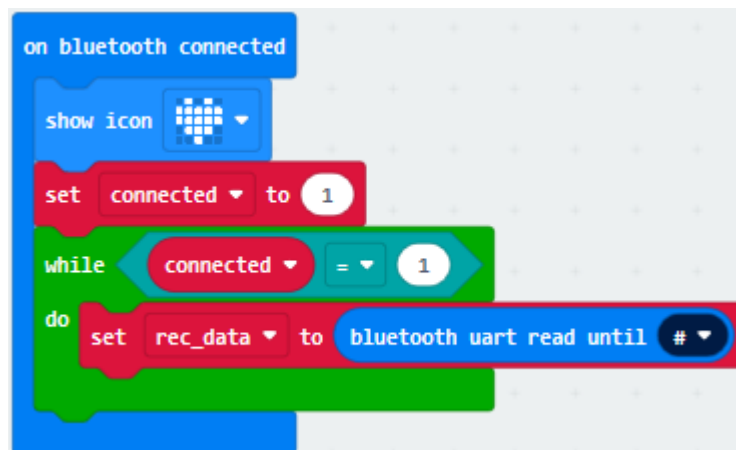 on bluetooth connected
show icon
set connected to 1
while connected = 1
do
set rec_data to bluetooth uart read until #